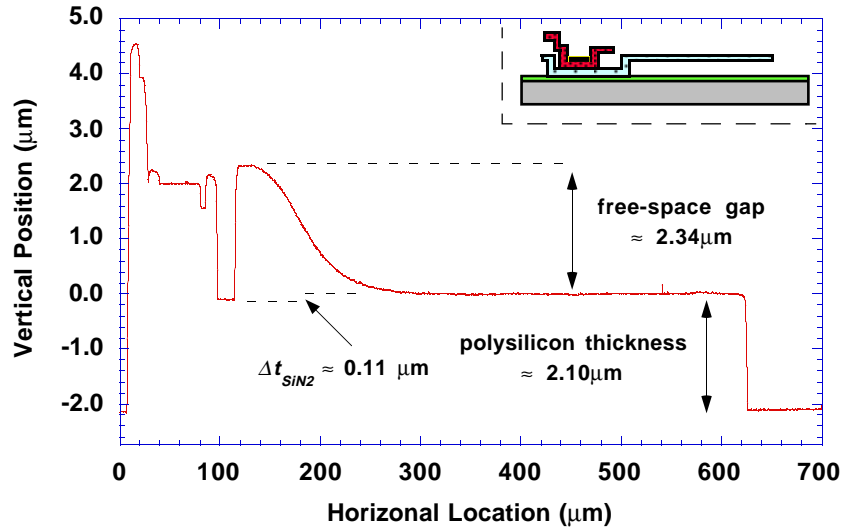 5.0
4.0
3.0
2.0
1.0
0.0
-1.0
-2.0
Vertical Position (μm)
free-space gap
≈ 2.34μm
polysilicon thickness
≈ 2.10μm
Δt_SiN2 ≈ 0.11 μm
0 100 200 300 400 500 600 700
Horizonal Location (μm)